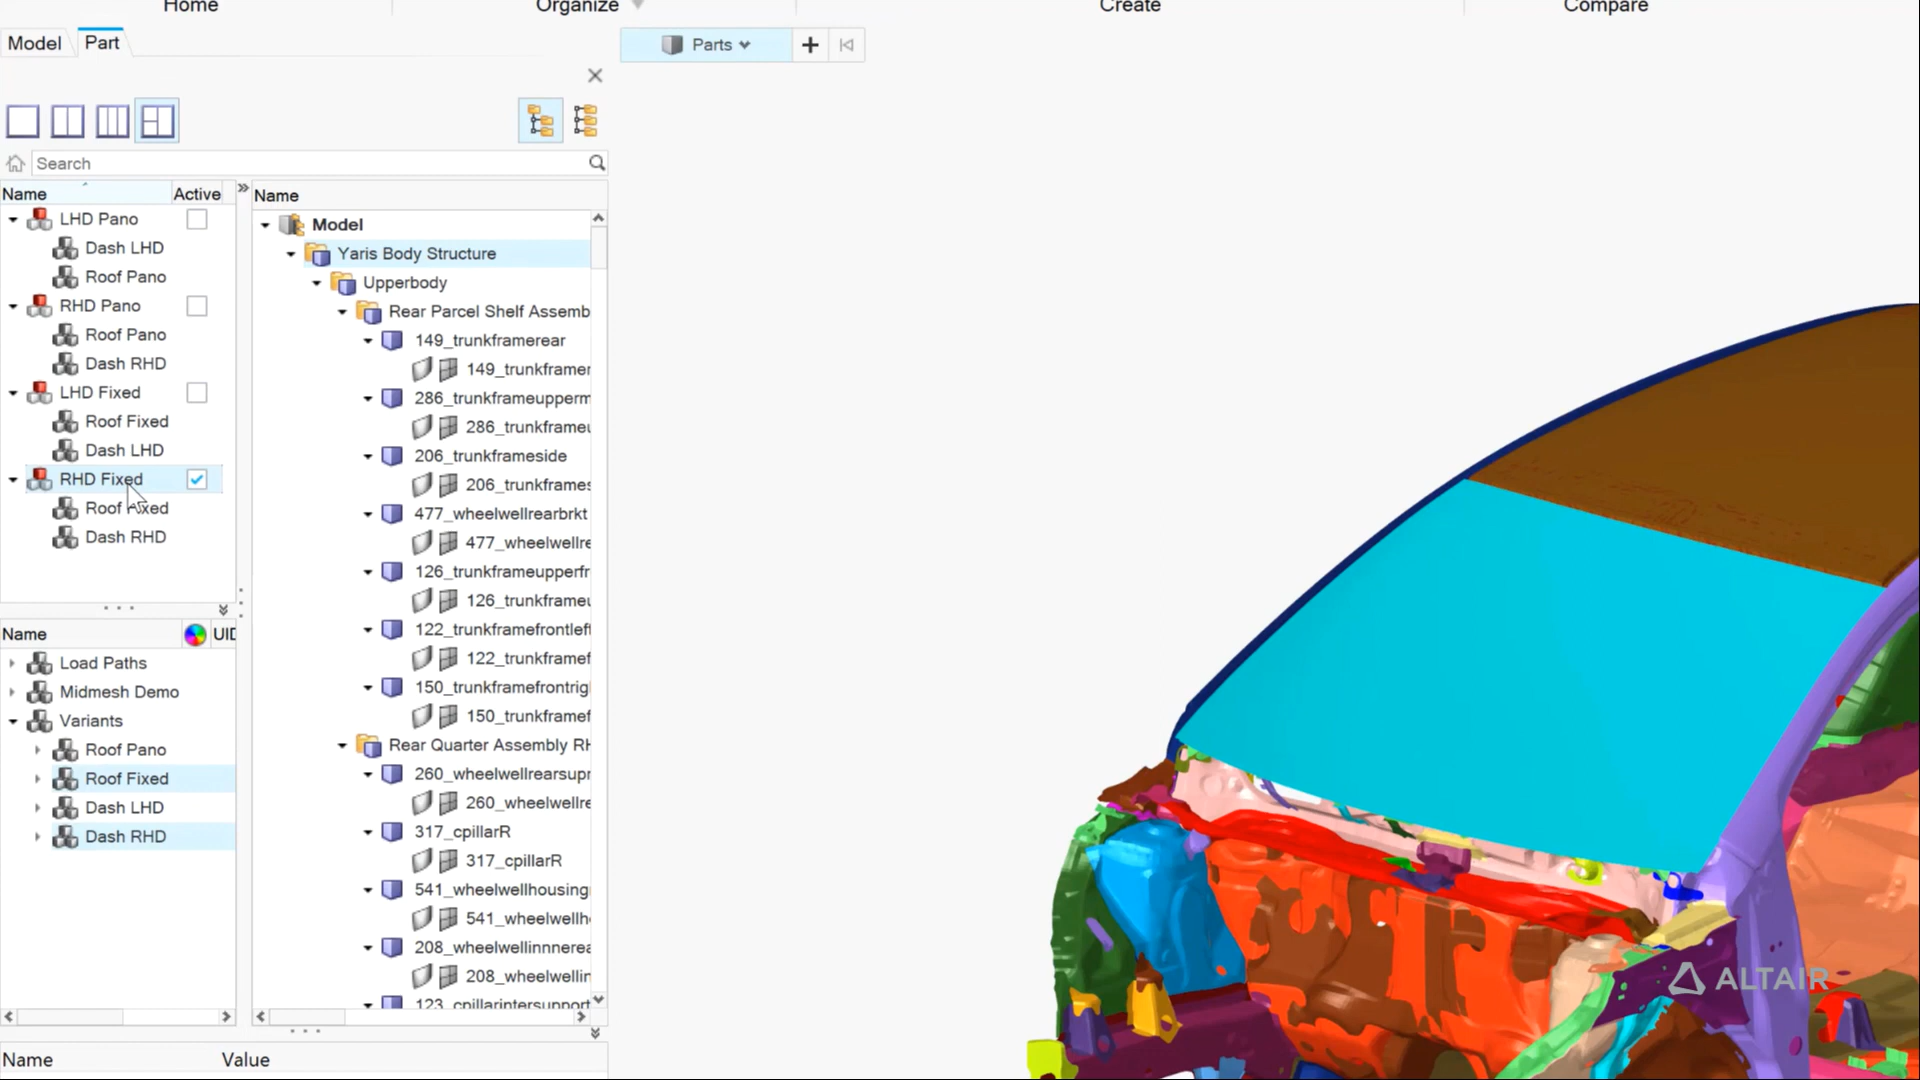 Home
Organize
Create
Compare
Model
Part
Parts
Search
Name
Active
LHD Pano
Dash LHD
Roof Pano
RHD Pano
Roof Pano
Dash RHD
LHD Fixed
Roof Fixed
Dash LHD
RHD Fixed
Roof Fixed
Dash RHD
Name
UID
Load Paths
Midmesh Demo
Variants
Roof Pano
Roof Fixed
Dash LHD
Dash RHD
Name
Model
Yaris Body Structure
Upperbody
Rear Parcel Shelf Assemb
149_trunkframerear
149_trunkframer
286_trunkframeupperm
286_trunkframeu
206_trunkframeside
206_trunkframes
477_wheelwellrearbrkt
477_wheelwellre
126_trunkframeupperfr
126_trunkframeu
122_trunkframefrontleft
122_trunkframef
150_trunkframefrontrig
150_trunkframef
Rear Quarter Assembly RH
260_wheelwellrearsupr
260_wheelwellre
317_cpillarR
317_cpillarR
541_wheelwellhousing
541_wheelwellh
208_wheelwellinnnerea
208_wheelwellin
123_cpillarintersupport
Name
Value
ALTAIR